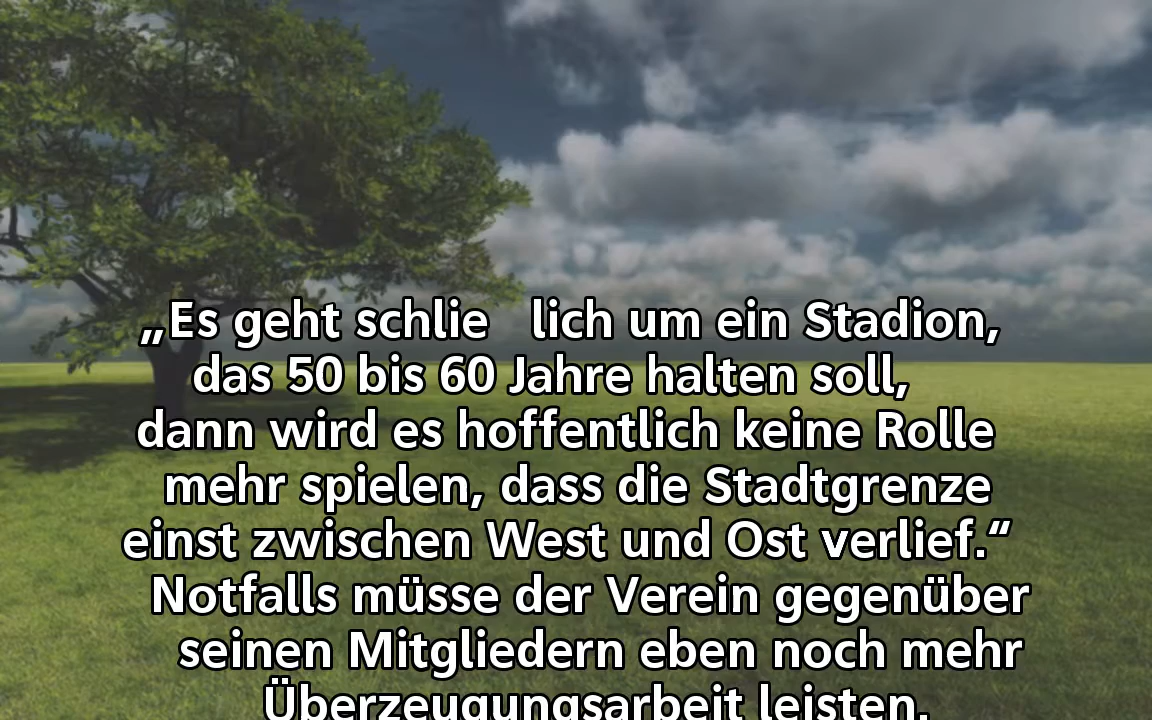 „Es geht schlie lich um ein Stadion,
das 50 bis 60 Jahre halten soll,
dann wird es hoffentlich keine Rolle
mehr spielen, dass die Stadtgrenze
einst zwischen West und Ost verlief.“
Notfalls müsse der Verein gegenüber
seinen Mitgliedern eben noch mehr
Überzeugungsarbeit leisten.